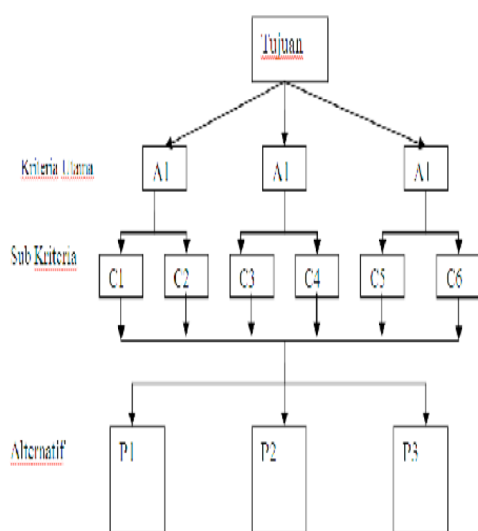 Tujuan
Kriteria Utama
A1
A1
A1
Sub Kriteria
C1
C2
C3
C4
C5
C6
Alternatif
P1
P2
P3